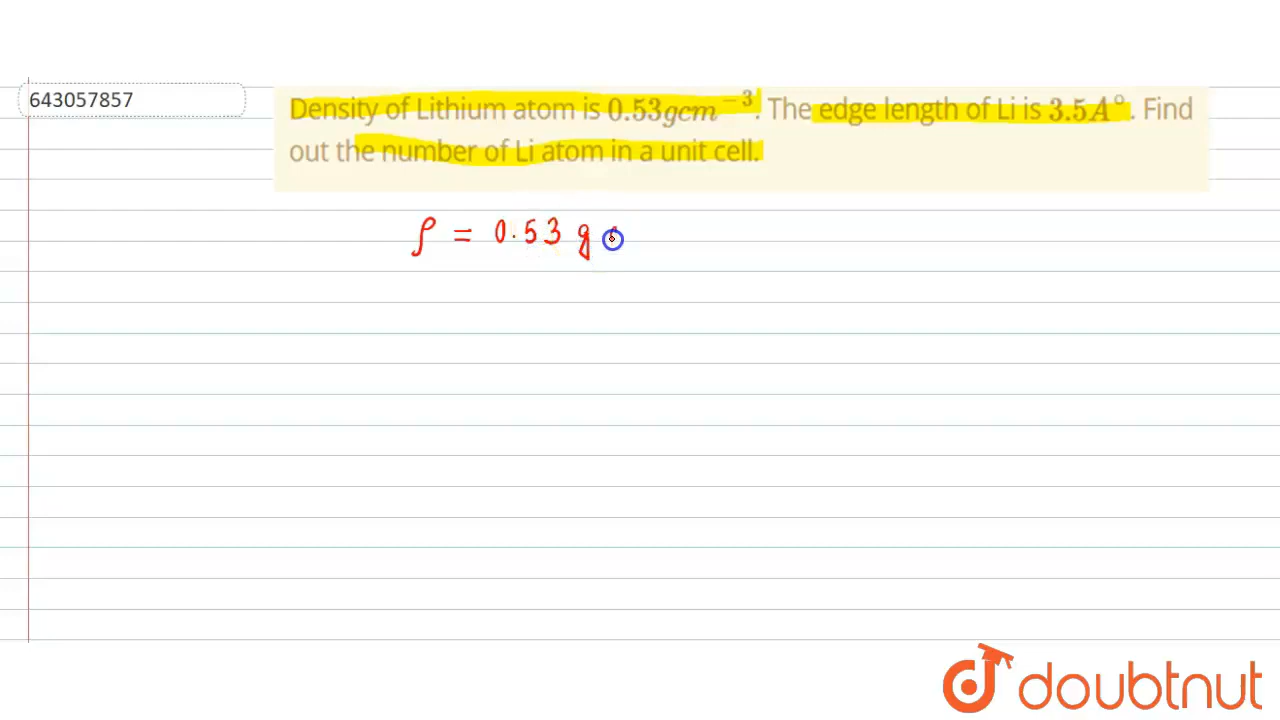 643057857
Density of Lithium atom is 0.53gcm⁻³. The edge length of Li is 3.5A°. Find
out the number of Li atom in a unit cell.
ρ = 0.53 g
doubtnut